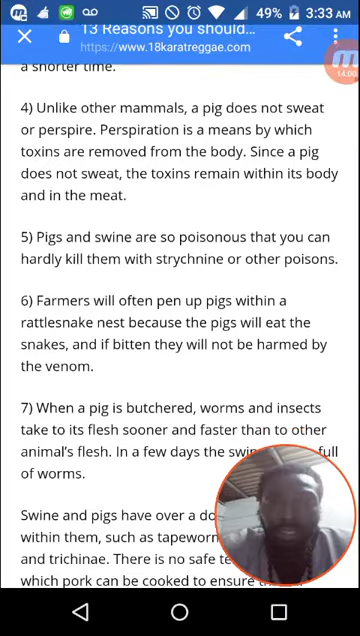 49% 3:33 AM
13 Reasons you should...
https://www.18karatreggae.com
14:00
a shorter time.
4) Unlike other mammals, a pig does not sweat
or perspire. Perspiration is a means by which
toxins are removed from the body. Since a pig
does not sweat, the toxins remain within its body
and in the meat.
5) Pigs and swine are so poisonous that you can
hardly kill them with strychnine or other poisons.
6) Farmers will often pen up pigs within a
rattlesnake nest because the pigs will eat the
snakes, and if bitten they will not be harmed by
the venom.
7) When a pig is butchered, worms and insects
take to its flesh sooner and faster than to other
animal's flesh. In a few days the swin full
of worms.
Swine and pigs have over a do
within them, such as tapeworm
and trichinae. There is no safe te
which pork can be cooked to ensure